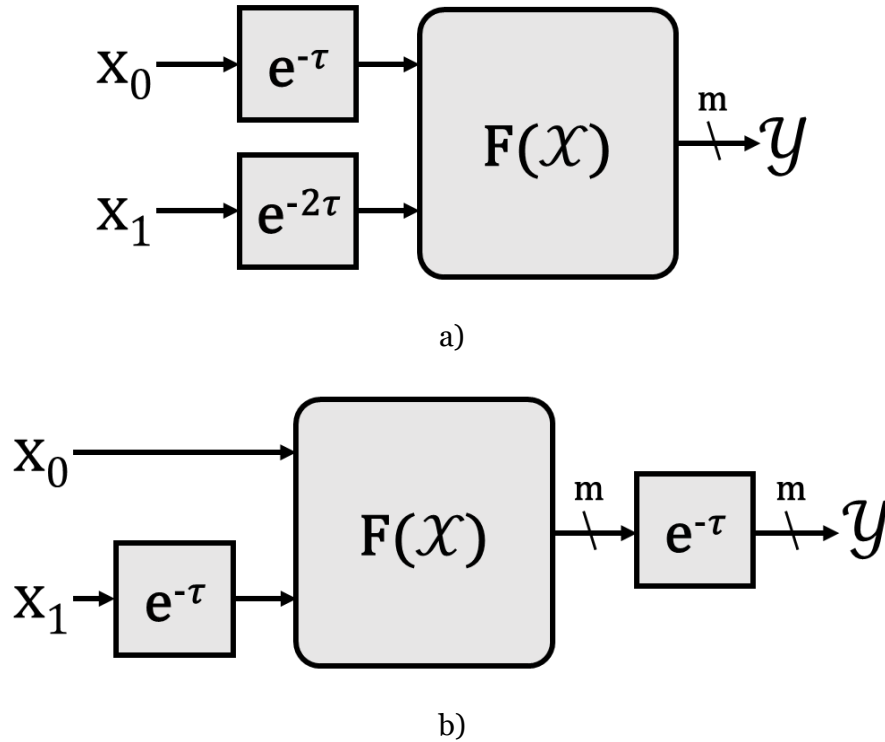 x₀ e^-τ
F(𝒳) m 𝒴
x₁ e^-2τ
a)
x₀
F(𝒳) m e^-τ m 𝒴
x₁ e^-τ
b)